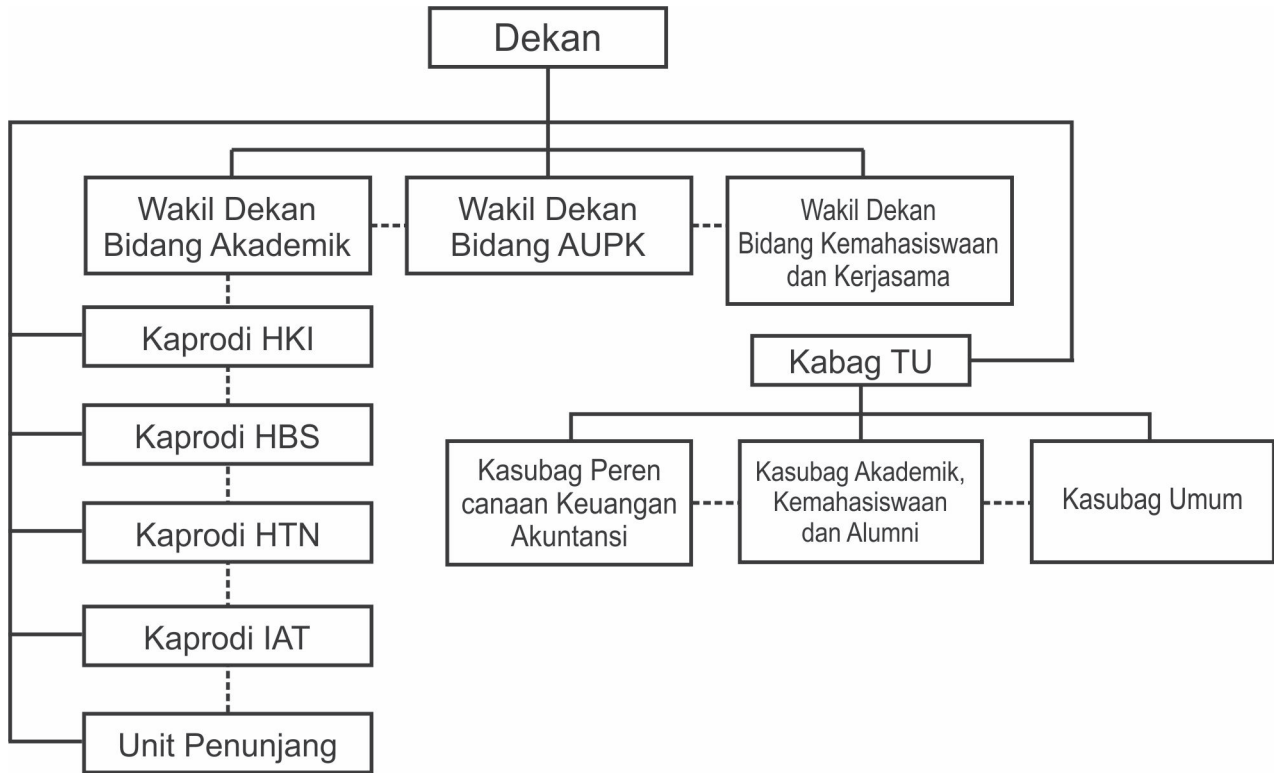 Dekan
Wakil Dekan
Bidang Akademik
Wakil Dekan
Bidang AUPK
Wakil Dekan
Bidang Kemahasiswaan
dan Kerjasama
Kaprodi HKI
Kaprodi HBS
Kaprodi HTN
Kaprodi IAT
Unit Penunjang
Kabag TU
Kasubag Peren
canaan Keuangan
Akuntansi
Kasubag Akademik,
Kemahasiswaan
dan Alumni
Kasubag Umum